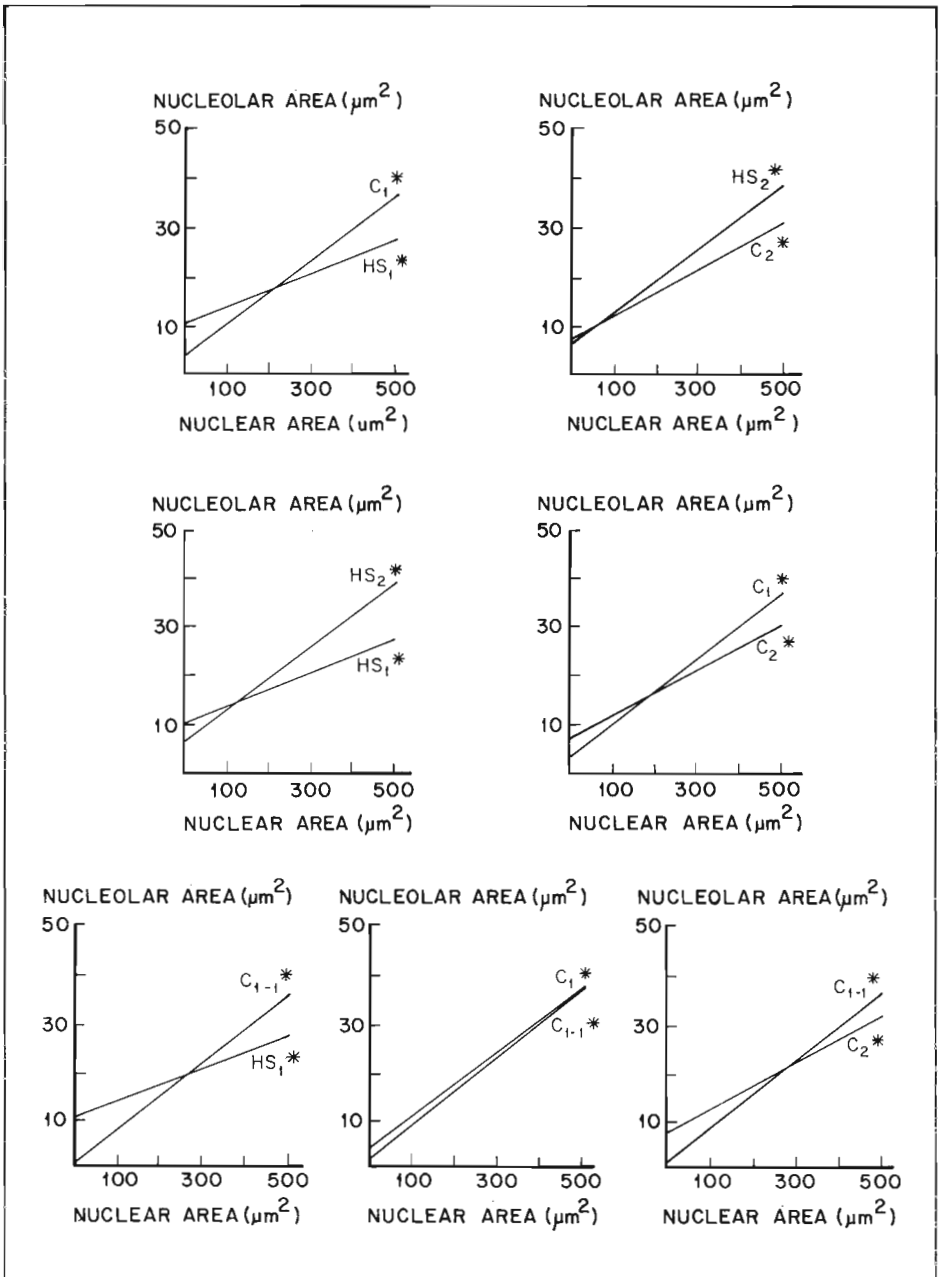 NUCLEOLAR AREA (µm²)
50
30
10
C₁*
HS₁*
100 300 500
NUCLEAR AREA (um²)
NUCLEOLAR AREA (µm²)
50
30
10
HS₂*
C₂*
100 300 500
NUCLEAR AREA (µm²)
NUCLEOLAR AREA (µm²)
50
30
10
HS₂*
HS₁*
100 300 500
NUCLEAR AREA (µm²)
NUCLEOLAR AREA (µm²)
50
30
10
C₁*
C₂*
100 300 500
NUCLEAR AREA (µm²)
NUCLEOLAR AREA (µm²)
50
30
10
C₁₋₁*
HS₁*
100 300 500
NUCLEAR AREA (µm²)
NUCLEOLAR AREA (µm²)
50
30
10
C₁*
C₁₋₁*
100 300 500
NUCLEAR AREA (µm²)
NUCLEOLAR AREA (µm²)
50
30
10
C₁₋₁*
C₂*
100 300 500
NUCLEAR AREA (µm²)